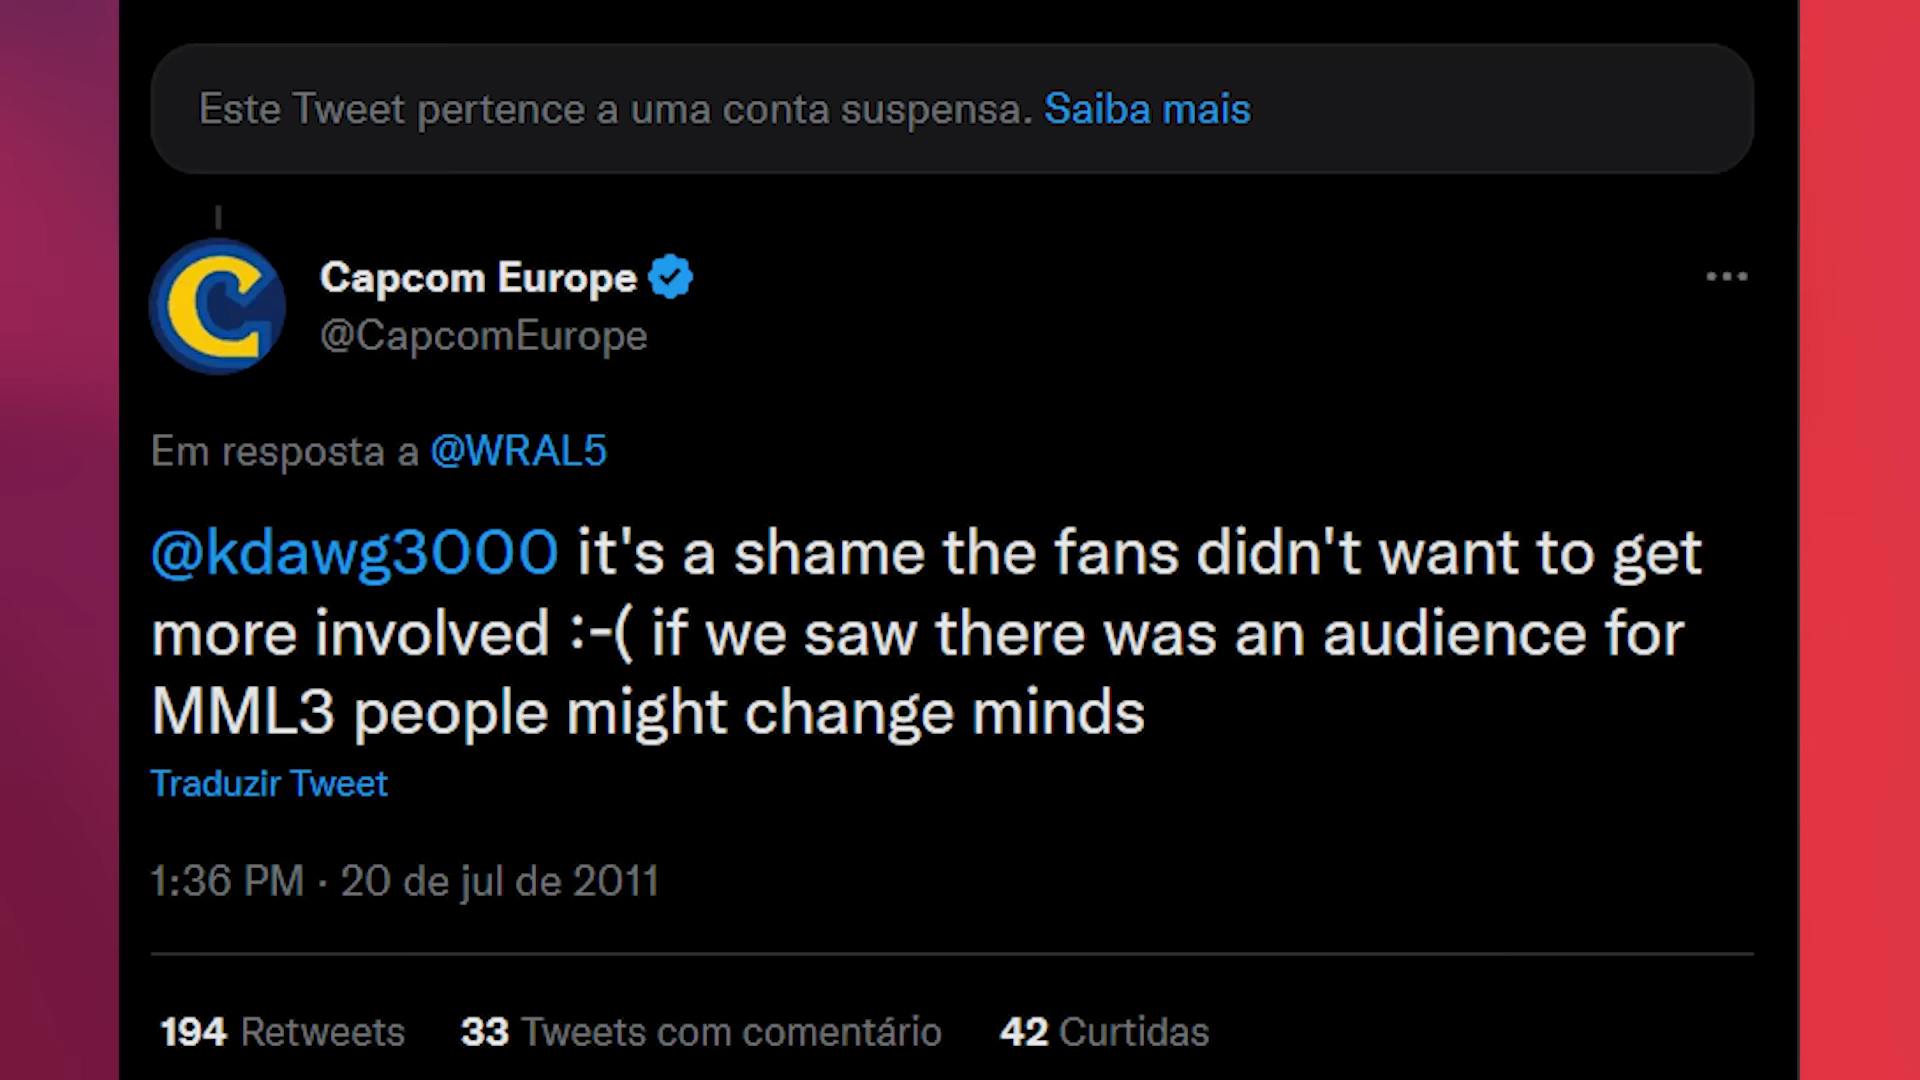 Este Tweet pertence a uma conta suspensa. Saiba mais
Capcom Europe
@CapcomEurope
Em resposta a @WRAL5
@kdawg3000 it's a shame the fans didn't want to get
more involved :-( if we saw there was an audience for
MML3 people might change minds
Traduzir Tweet
1:36 PM · 20 de jul de 2011
194 Retweets 33 Tweets com comentário 42 Curtidas